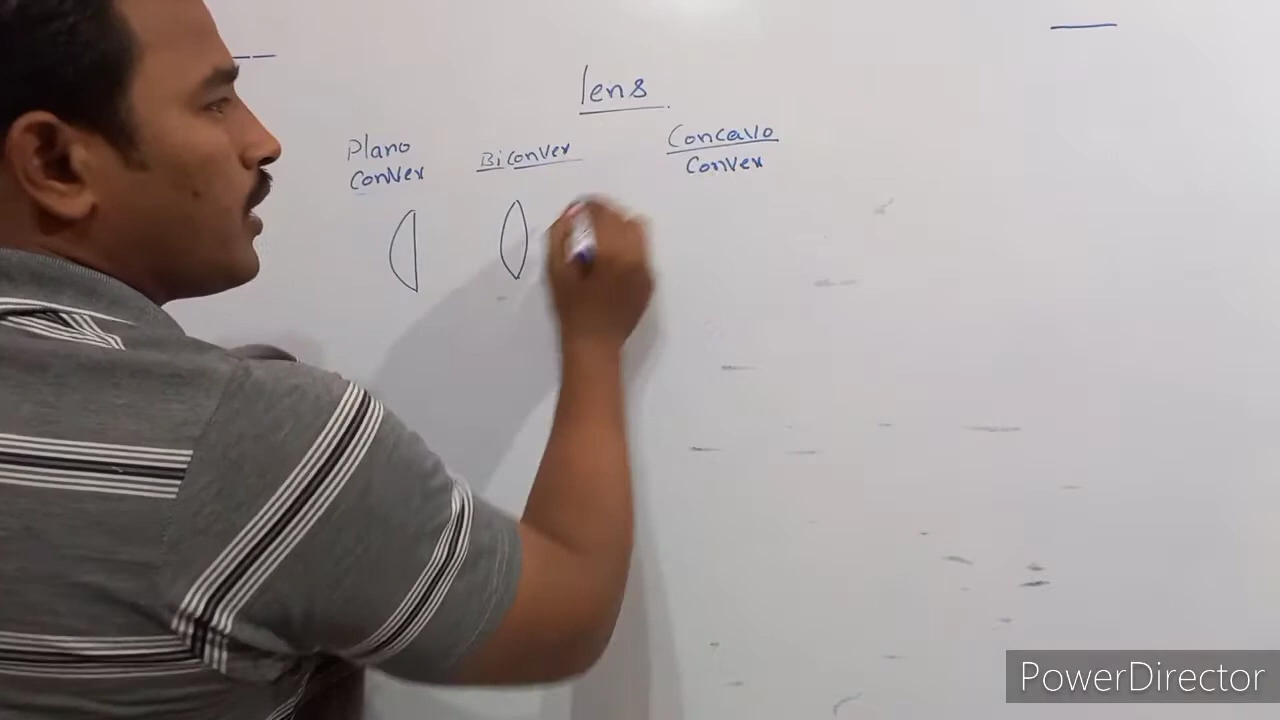 lens
Plano
Convex
Biconvex
Concavo
Convex
PowerDirector